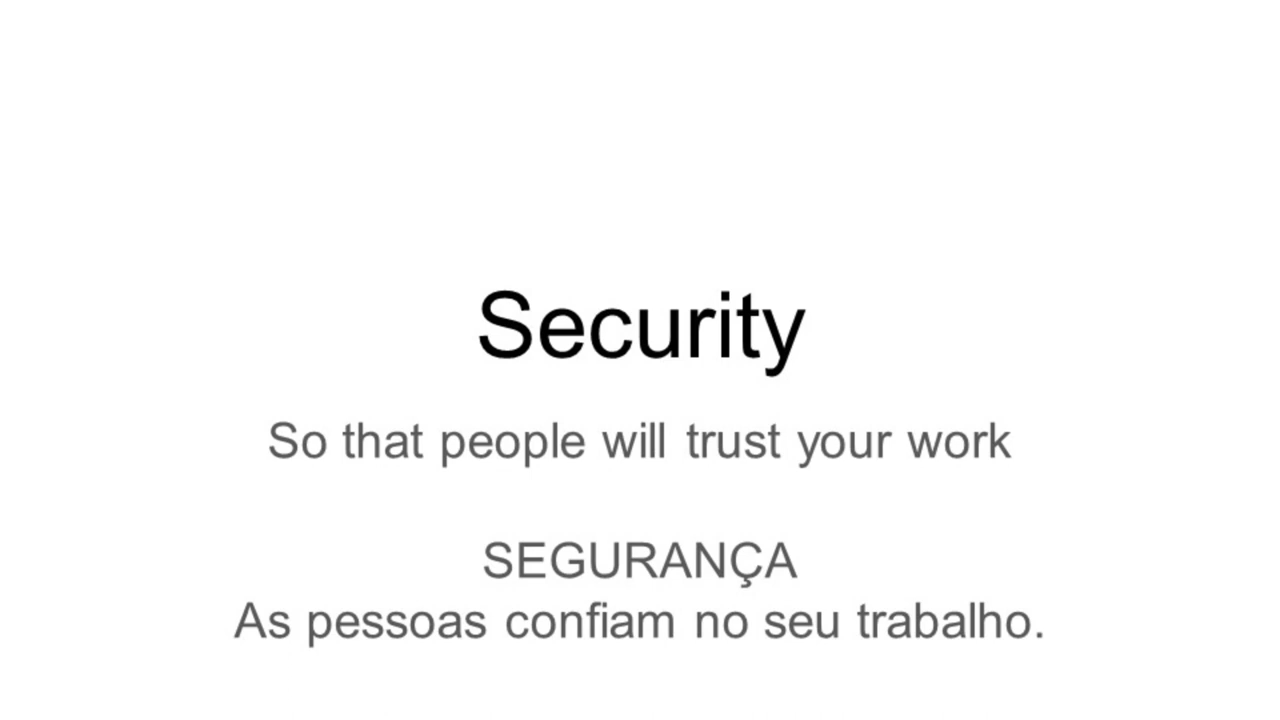 Security
So that people will trust your work
SEGURANÇA
As pessoas confiam no seu trabalho.